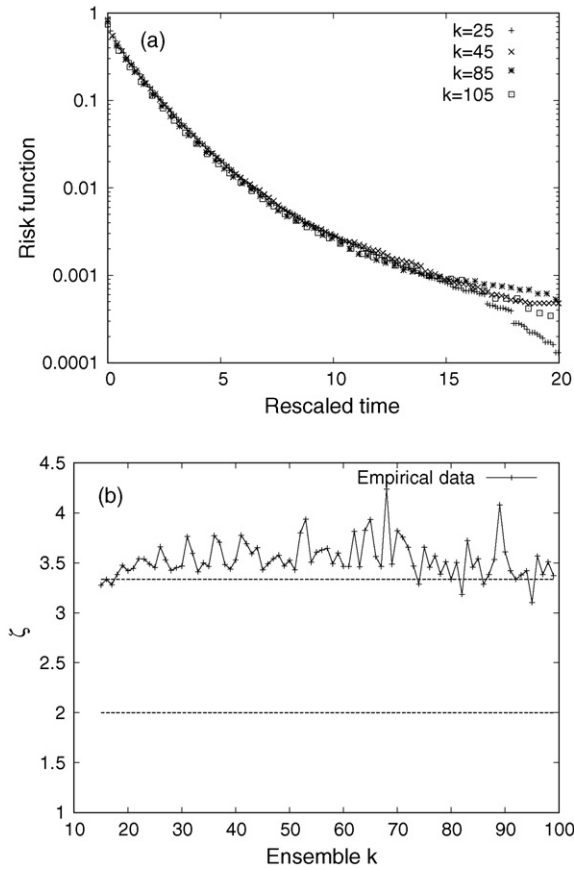 1
(a)
k=25
k=45
k=85
k=105
0.1
0.01
0.001
0.0001
Risk function
0 5 10 15 20
Rescaled time
4.5
(b)
Empirical data
4
3.5
3
2.5
2
1.5
1
ζ
10 20 30 40 50 60 70 80 90 100
Ensemble k